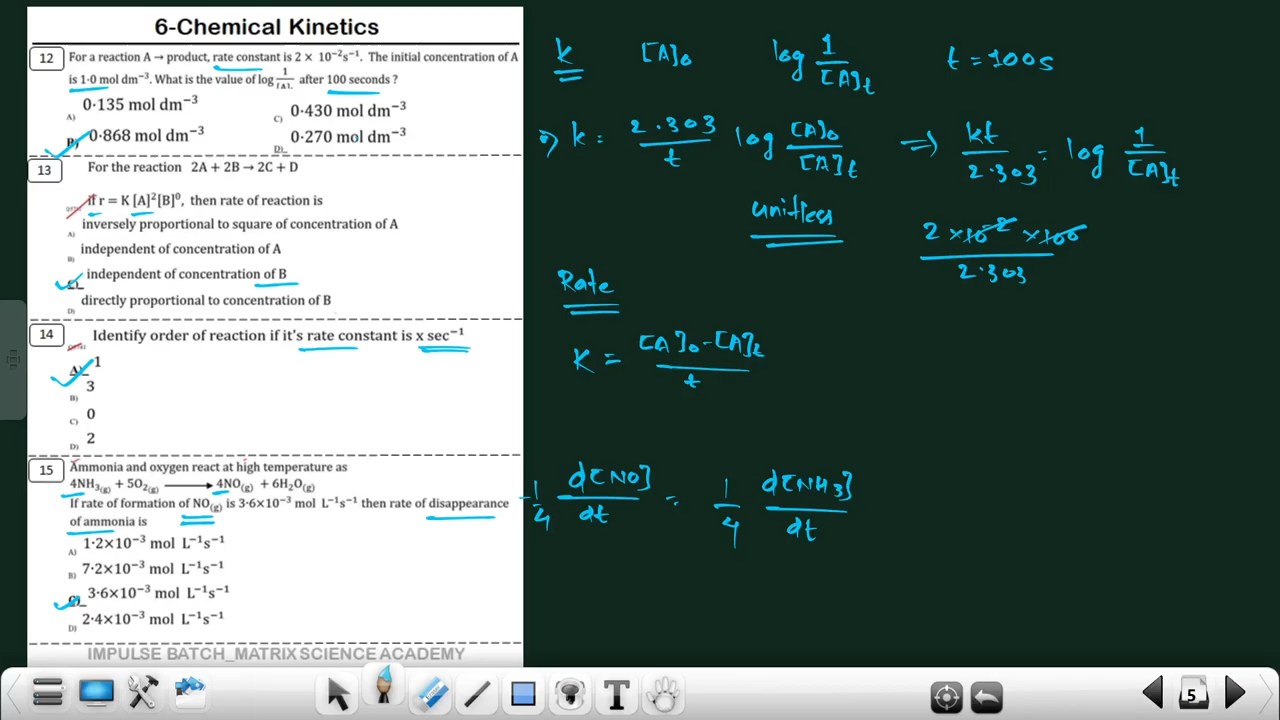 6-Chemical Kinetics
12 For a reaction A → product, rate constant is 2 × 10⁻²s⁻¹. The initial concentration of A
is 1·0 mol dm⁻³. What is the value of log 1/[A]ₜ after 100 seconds ?
A) 0·135 mol dm⁻³ C) 0·430 mol dm⁻³
B) 0·868 mol dm⁻³ D) 0·270 mol dm⁻³
13 For the reaction 2A + 2B → 2C + D
if r = K [A]²[B]⁰, then rate of reaction is
A) inversely proportional to square of concentration of A
B) independent of concentration of A
C) independent of concentration of B
D) directly proportional to concentration of B
14 Identify order of reaction if it's rate constant is x sec⁻¹
A) 1
B) 3
C) 0
D) 2
15 Ammonia and oxygen react at high temperature as
4NH₃(g) + 5O₂(g) ⟶ 4NO(g) + 6H₂O(g)
If rate of formation of NO(g) is 3·6×10⁻³ mol L⁻¹s⁻¹ then rate of disappearance
of ammonia is
A) 1·2×10⁻³ mol L⁻¹s⁻¹
B) 7·2×10⁻³ mol L⁻¹s⁻¹
C) 3·6×10⁻³ mol L⁻¹s⁻¹
D) 2·4×10⁻³ mol L⁻¹s⁻¹
IMPULSE BATCH_MATRIX SCIENCE ACADEMY
k [A]₀ log 1/[A]t t = 100s
⇒ k = 2.303/t log [A]₀/[A]t ⟹ kt/2.303 = log 1/[A]t
unitless 2 × 10⁻² × 100/2.303
Rate
K = [A]₀ - [A]t/t
-1/4 d[NO]/dt = 1/4 d[NH₃]/dt
T
5